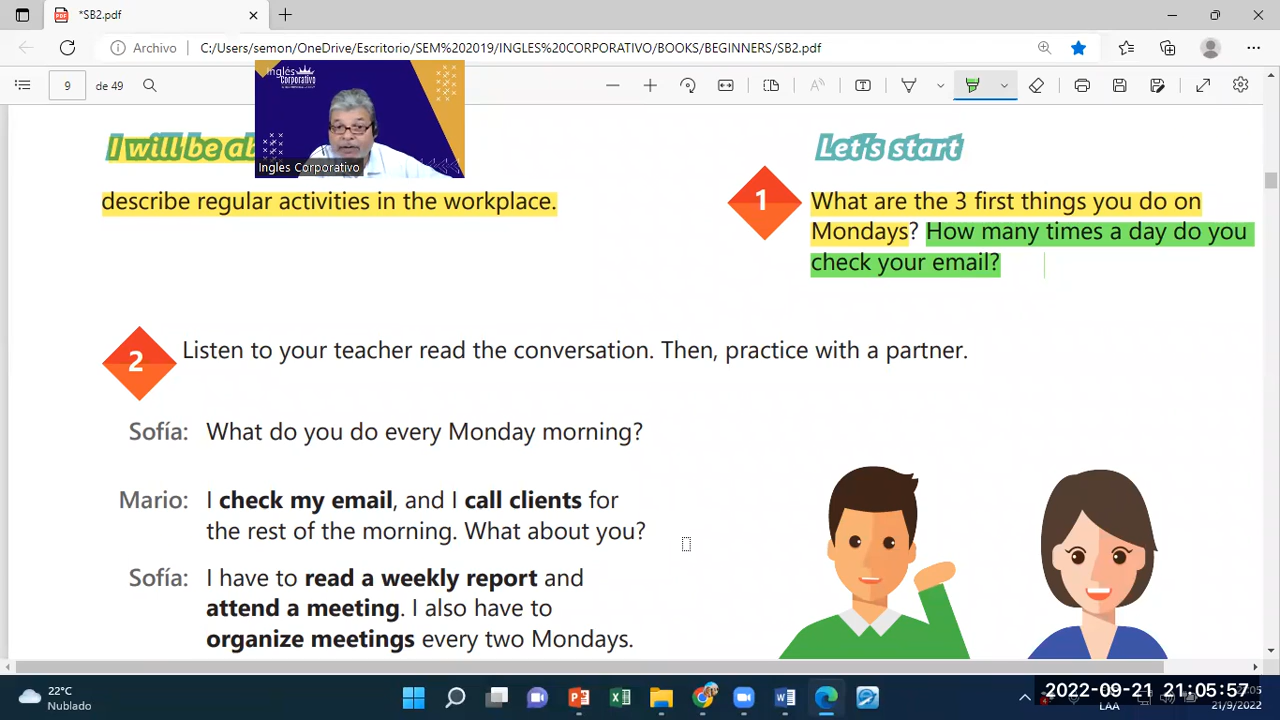 *SB2.pdf
Archivo
C:/Users/semon/OneDrive/Escritorio/SEM%202019/INGLES%20CORPORATIVO/BOOKS/BEGINNERS/SB2.pdf
9 de 49
Inglés
Corporativo
Ingles Corporativo
I will be ab
describe regular activities in the workplace.
Let's start
1
What are the 3 first things you do on
Mondays? How many times a day do you
check your email?
2
Listen to your teacher read the conversation. Then, practice with a partner.
Sofía: What do you do every Monday morning?
Mario: I check my email, and I call clients for
the rest of the morning. What about you?
Sofía: I have to read a weekly report and
attend a meeting. I also have to
organize meetings every two Mondays.
22°C
Nublado
2022-09-21 21:05:57
LAA
21/9/2022